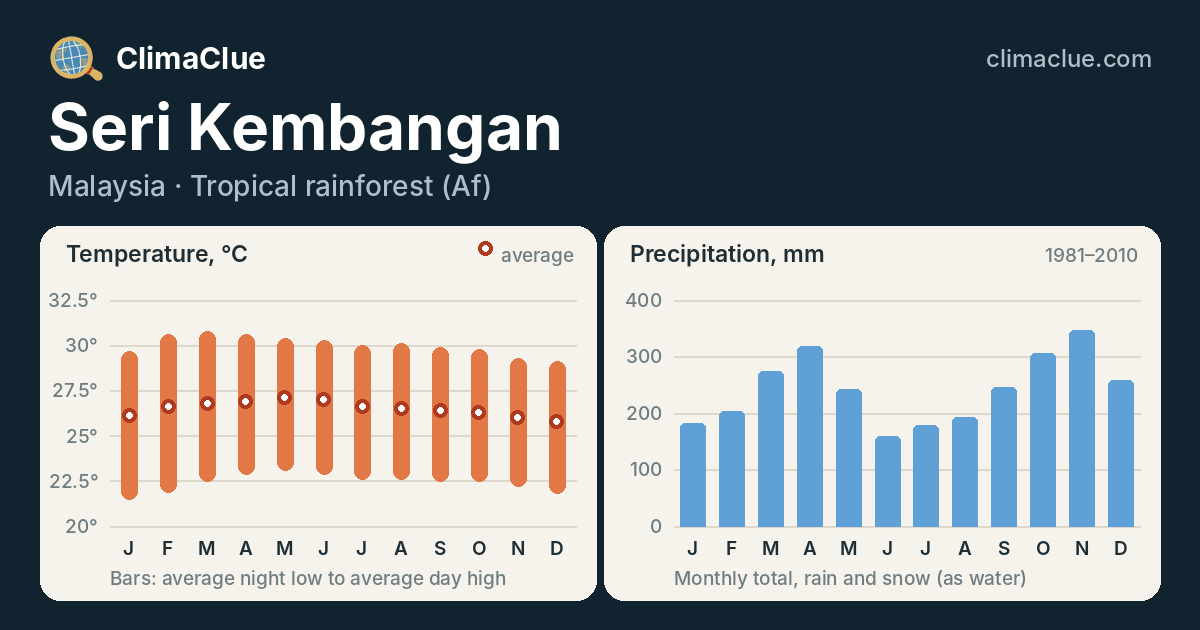 ClimaClue
climaclue.com
Seri Kembangan
Malaysia · Tropical rainforest (Af)
Temperature, °C
average
32.5°
30°
27.5°
25°
22.5°
20°
J F M A M J J A S O N D
Bars: average night low to average day high
Precipitation, mm
1981–2010
400
300
200
100
0
J F M A M J J A S O N D
Monthly total, rain and snow (as water)